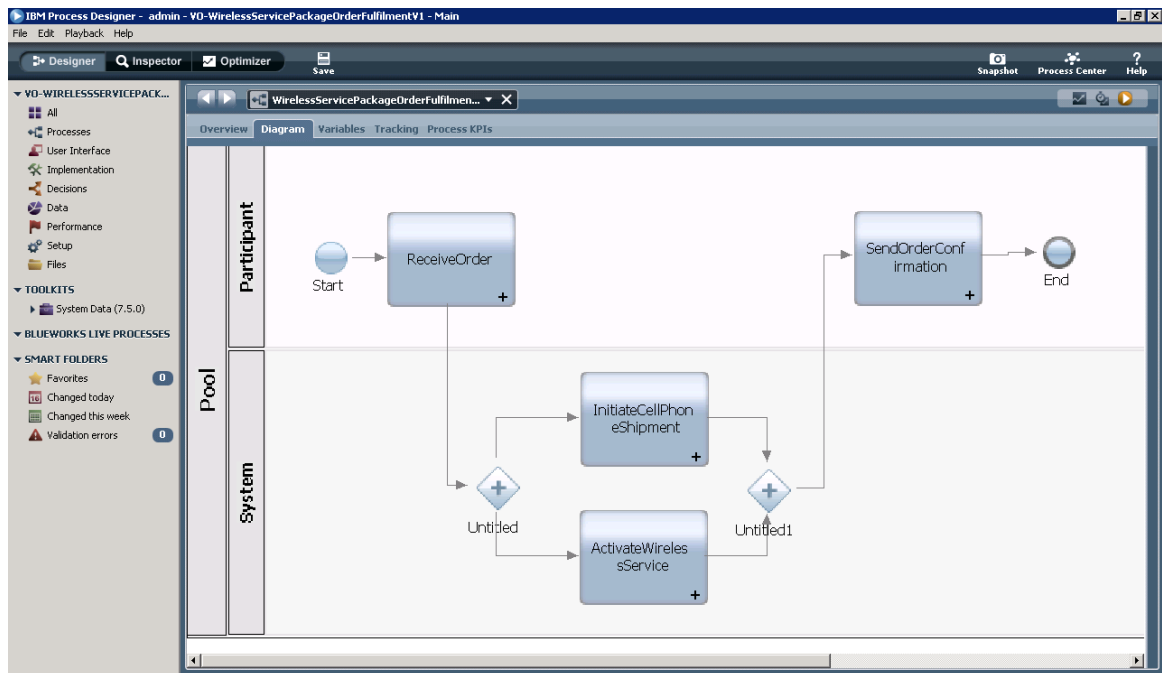 IBM Process Designer - admin - VO-WirelessServicePackageOrderFulfilmentV1 - Main
File Edit Playback Help
Designer Inspector Optimizer Save Snapshot Process Center Help
VO-WIRELESSSERVICEPACK...
All
Processes
User Interface
Implementation
Decisions
Data
Performance
Setup
Files
TOOLKITS
System Data (7.5.0)
BLUEWORKS LIVE PROCESSES
SMART FOLDERS
Favorites 0
Changed today
Changed this week
Validation errors 0
WirelessServicePackageOrderFulfilmen...
Overview Diagram Variables Tracking Process KPIs
Pool
Participant
Start
ReceiveOrder
SendOrderConf
irmation
End
System
Untitled
InitiateCellPhon
eShipment
ActivateWireles
sService
Untitled1